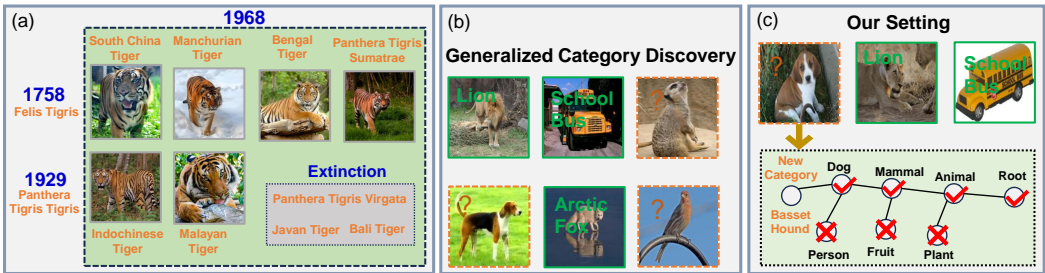 (a)
1968
South China
Tiger
Manchurian
Tiger
Bengal
Tiger
Panthera Tigris
Sumatrae
1758
Felis Tigris
1929
Panthera
Tigris Tigris
Indochinese
Tiger
Malayan
Tiger
Extinction
Panthera Tigris Virgata
Javan Tiger
Bali Tiger
(b)
Generalized Category Discovery
Lion
School
Bus
?
?
Arctic
Fox
?
(c)
Our Setting
?
Lion
School
Bus
New
Category
Dog
Mammal
Animal
Root
Basset
Hound
Person
Fruit
Plant